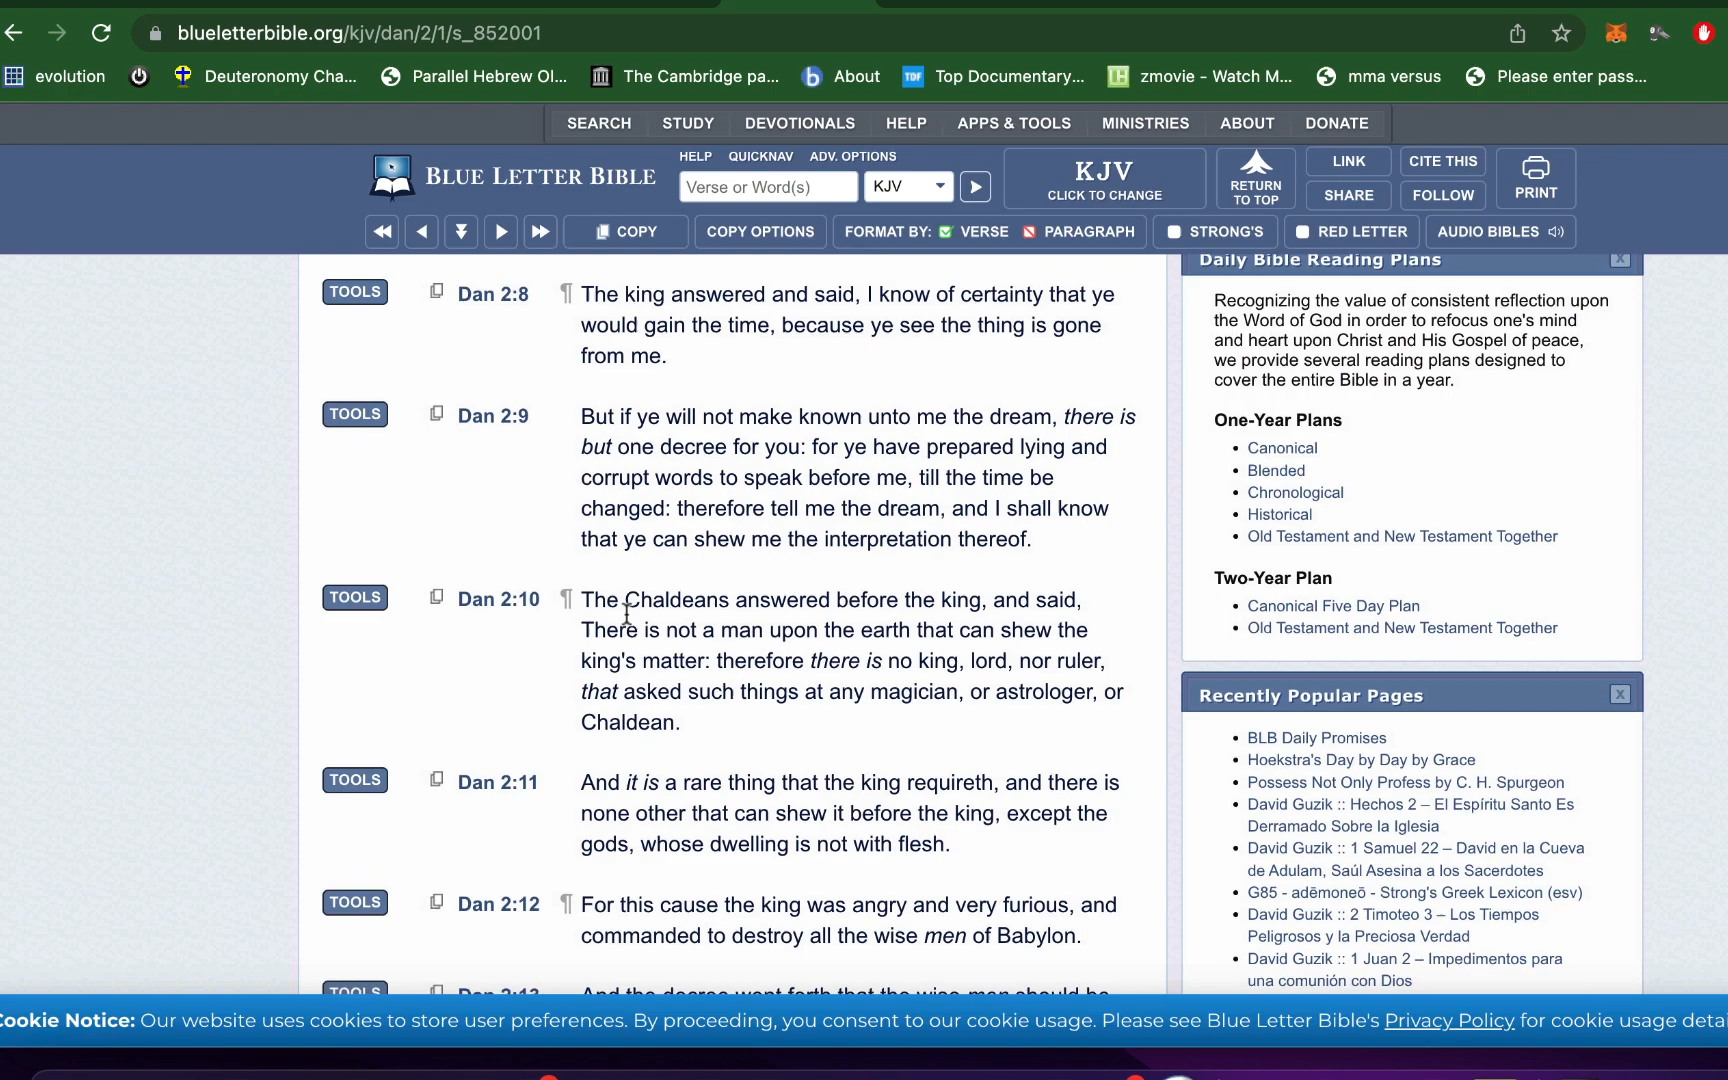 blueletterbible.org/kjv/dan/2/1/s_852001
evolution
Deuteronomy Cha...
Parallel Hebrew Ol...
The Cambridge pa...
About
Top Documentary...
zmovie - Watch M...
mma versus
Please enter pass...
SEARCH
STUDY
DEVOTIONALS
HELP
APPS & TOOLS
MINISTRIES
ABOUT
DONATE
BLUE LETTER BIBLE
HELP
QUICKNAV
ADV. OPTIONS
Verse or Word(s)
KJV
KJV
CLICK TO CHANGE
RETURN
TO TOP
LINK
CITE THIS
SHARE
FOLLOW
PRINT
COPY
COPY OPTIONS
FORMAT BY:
VERSE
PARAGRAPH
STRONG'S
RED LETTER
AUDIO BIBLES
TOOLS
Dan 2:8
¶ The king answered and said, I know of certainty that ye
would gain the time, because ye see the thing is gone
from me.
TOOLS
Dan 2:9
But if ye will not make known unto me the dream, there is
but one decree for you: for ye have prepared lying and
corrupt words to speak before me, till the time be
changed: therefore tell me the dream, and I shall know
that ye can shew me the interpretation thereof.
TOOLS
Dan 2:10
¶ The Chaldeans answered before the king, and said,
There is not a man upon the earth that can shew the
king's matter: therefore there is no king, lord, nor ruler,
that asked such things at any magician, or astrologer, or
Chaldean.
TOOLS
Dan 2:11
And it is a rare thing that the king requireth, and there is
none other that can shew it before the king, except the
gods, whose dwelling is not with flesh.
TOOLS
Dan 2:12
¶ For this cause the king was angry and very furious, and
commanded to destroy all the wise men of Babylon.
TOOLS
Dan 2:13
And the decree went forth that the wise men should be
Daily Bible Reading Plans
X
Recognizing the value of consistent reflection upon
the Word of God in order to refocus one's mind
and heart upon Christ and His Gospel of peace,
we provide several reading plans designed to
cover the entire Bible in a year.
One-Year Plans
• Canonical
• Blended
• Chronological
• Historical
• Old Testament and New Testament Together
Two-Year Plan
• Canonical Five Day Plan
• Old Testament and New Testament Together
Recently Popular Pages
X
• BLB Daily Promises
• Hoekstra's Day by Day by Grace
• Possess Not Only Profess by C. H. Spurgeon
• David Guzik :: Hechos 2 – El Espíritu Santo Es
Derramado Sobre la Iglesia
• David Guzik :: 1 Samuel 22 – David en la Cueva
de Adulam, Saúl Asesina a los Sacerdotes
• G85 - adēmoneō - Strong's Greek Lexicon (esv)
• David Guzik :: 2 Timoteo 3 – Los Tiempos
Peligrosos y la Preciosa Verdad
• David Guzik :: 1 Juan 2 – Impedimentos para
una comunión con Dios
Cookie Notice: Our website uses cookies to store user preferences. By proceeding, you consent to our cookie usage. Please see Blue Letter Bible's Privacy Policy for cookie usage detai